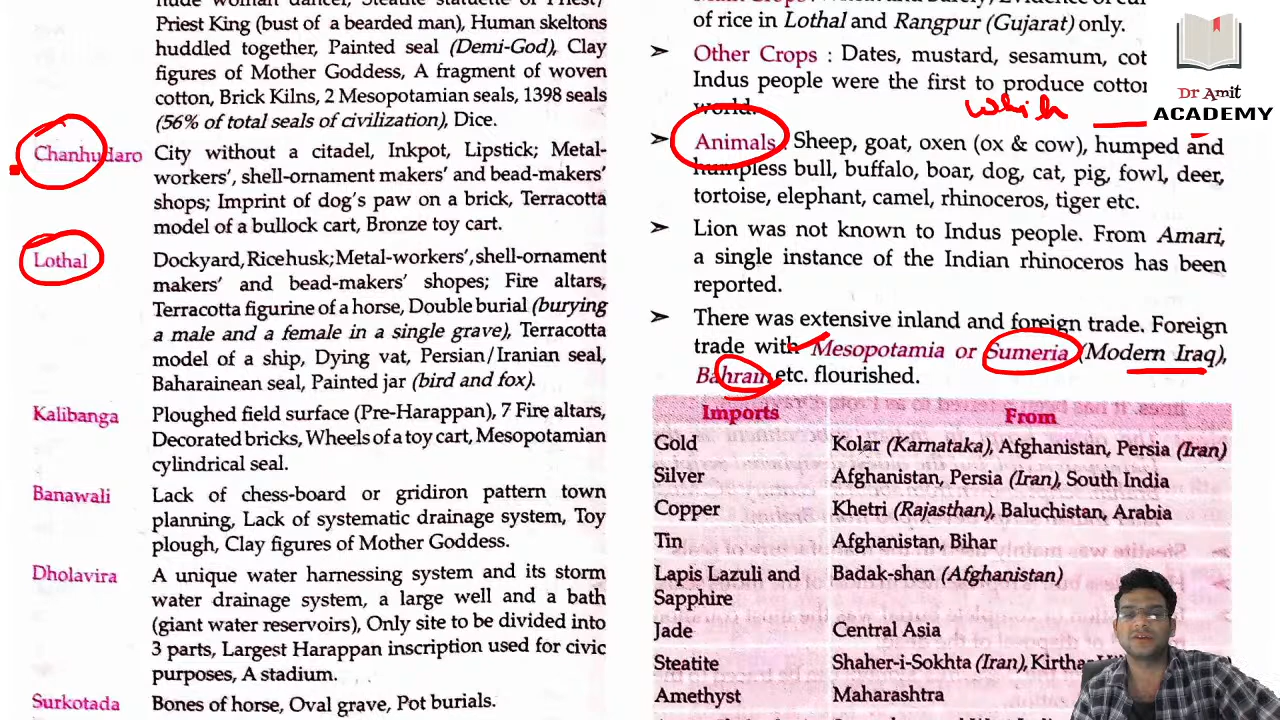 nude woman dancer, Steatite statuette of Priest/
Priest King (bust of a bearded man), Human skeltons
huddled together, Painted seal (Demi-God), Clay
figures of Mother Goddess, A fragment of woven
cotton, Brick Kilns, 2 Mesopotamian seals, 1398 seals
(56% of total seals of civilization), Dice.
Chanhudaro City without a citadel, Inkpot, Lipstick; Metal-
workers', shell-ornament makers' and bead-makers'
shops; Imprint of dog's paw on a brick, Terracotta
model of a bullock cart, Bronze toy cart.
Lothal Dockyard, Rice husk; Metal-workers', shell-ornament
makers' and bead-makers' shopes; Fire altars,
Terracotta figurine of a horse, Double burial (burying
a male and a female in a single grave), Terracotta
model of a ship, Dying vat, Persian/Iranian seal,
Baharainean seal, Painted jar (bird and fox).
Kalibanga Ploughed field surface (Pre-Harappan), 7 Fire altars,
Decorated bricks, Wheels of a toy cart, Mesopotamian
cylindrical seal.
Banawali Lack of chess-board or gridiron pattern town
planning, Lack of systematic drainage system, Toy
plough, Clay figures of Mother Goddess.
Dholavira A unique water harnessing system and its storm
water drainage system, a large well and a bath
(giant water reservoirs), Only site to be divided into
3 parts, Largest Harappan inscription used for civic
purposes, A stadium.
Surkotada Bones of horse, Oval grave, Pot burials.
of rice in Lothal and Rangpur (Gujarat) only.
➤ Other Crops : Dates, mustard, sesamum, cot
Indus people were the first to produce cotton
world.
which
➤ Animals : Sheep, goat, oxen (ox & cow), humped and
humpless bull, buffalo, boar, dog, cat, pig, fowl, deer,
tortoise, elephant, camel, rhinoceros, tiger etc.
➤ Lion was not known to Indus people. From Amari,
a single instance of the Indian rhinoceros has been
reported.
➤ There was extensive inland and foreign trade. Foreign
trade with Mesopotamia or Sumeria (Modern Iraq),
Bahrain etc. flourished.
Imports From
Gold Kolar (Karnataka), Afghanistan, Persia (Iran)
Silver Afghanistan, Persia (Iran), South India
Copper Khetri (Rajasthan), Baluchistan, Arabia
Tin Afghanistan, Bihar
Lapis Lazuli and Badak-shan (Afghanistan)
Sapphire
Jade Central Asia
Steatite Shaher-i-Sokhta (Iran), Kirthar
Amethyst Maharashtra
Dr Amit
ACADEMY